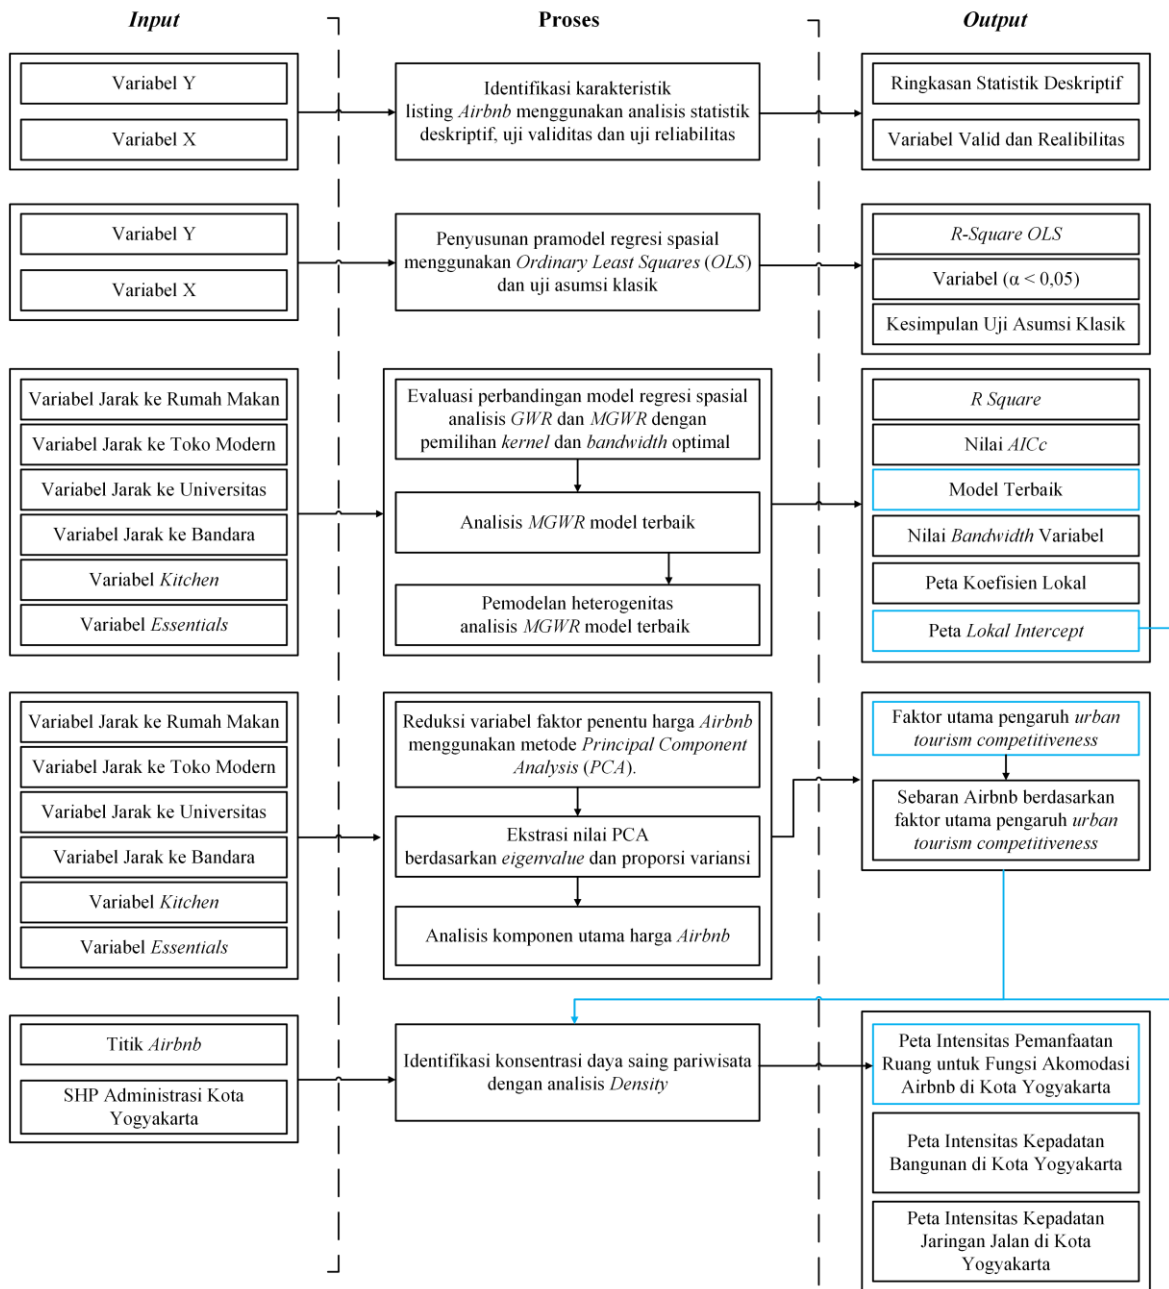 Input
Proses
Output
Variabel Y
Variabel X
Identifikasi karakteristik
listing Airbnb menggunakan analisis statistik
deskriptif, uji validitas dan uji reliabilitas
Ringkasan Statistik Deskriptif
Variabel Valid dan Realibilitas
Variabel Y
Variabel X
Penyusunan pramodel regresi spasial
menggunakan Ordinary Least Squares (OLS)
dan uji asumsi klasik
R-Square OLS
Variabel (α < 0,05)
Kesimpulan Uji Asumsi Klasik
Variabel Jarak ke Rumah Makan
Variabel Jarak ke Toko Modern
Variabel Jarak ke Universitas
Variabel Jarak ke Bandara
Variabel Kitchen
Variabel Essentials
Evaluasi perbandingan model regresi spasial
analisis GWR dan MGWR dengan
pemilihan kernel dan bandwidth optimal
Analisis MGWR model terbaik
Pemodelan heterogenitas
analisis MGWR model terbaik
R Square
Nilai AICc
Model Terbaik
Nilai Bandwidth Variabel
Peta Koefisien Lokal
Peta Lokal Intercept
Variabel Jarak ke Rumah Makan
Variabel Jarak ke Toko Modern
Variabel Jarak ke Universitas
Variabel Jarak ke Bandara
Variabel Kitchen
Variabel Essentials
Reduksi variabel faktor penentu harga Airbnb
menggunakan metode Principal Component
Analysis (PCA).
Ekstrasi nilai PCA
berdasarkan eigenvalue dan proporsi variansi
Analisis komponen utama harga Airbnb
Faktor utama pengaruh urban
tourism competitiveness
Sebaran Airbnb berdasarkan
faktor utama pengaruh urban
tourism competitiveness
Titik Airbnb
SHP Administrasi Kota
Yogyakarta
Identifikasi konsentrasi daya saing pariwisata
dengan analisis Density
Peta Intensitas Pemanfaatan
Ruang untuk Fungsi Akomodasi
Airbnb di Kota Yogyakarta
Peta Intensitas Kepadatan
Bangunan di Kota Yogyakarta
Peta Intensitas Kepadatan
Jaringan Jalan di Kota
Yogyakarta